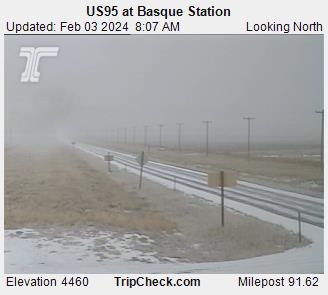 US95 at Basque Station
Updated: Feb 03 2024 8:07 AM Looking North
Elevation 4460 TripCheck.com Milepost 91.62